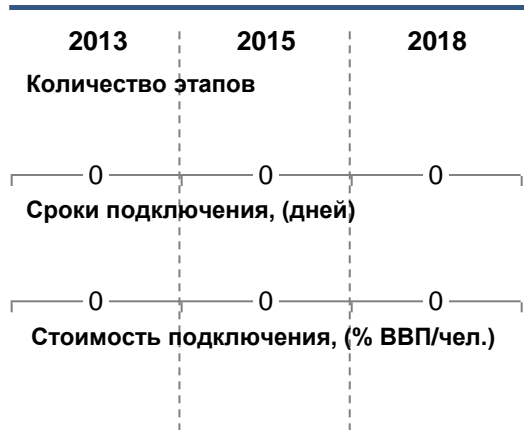 2013 2015 2018
Количество этапов
0 0 0
Сроки подключения, (дней)
0 0 0
Стоимость подключения, (% ВВП/чел.)